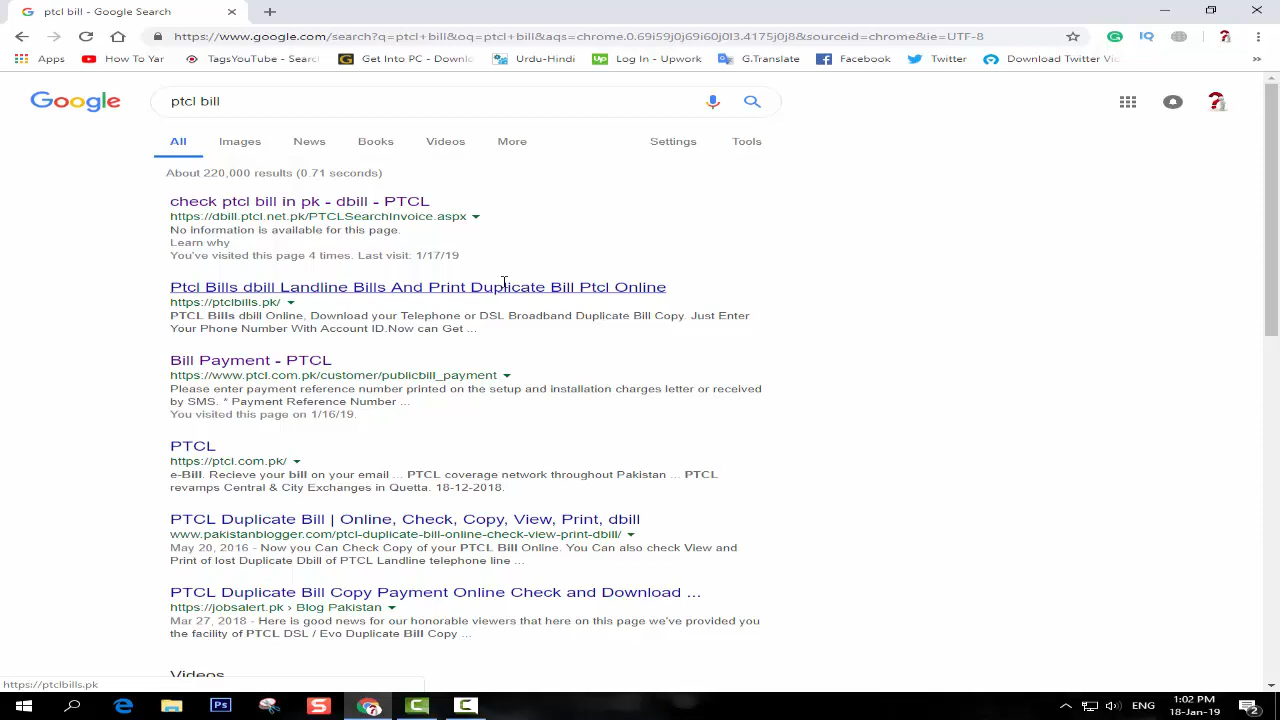 ptcl bill - Google Search
https://www.google.com/search?q=ptcl+bill&oq=ptcl+bill&aqs=chrome.0.69i59j0j69i60j0l3.4175j0j8&sourceid=chrome&ie=UTF-8
Apps How To Yar TagsYouTube - Searc Get Into PC - Downlo Urdu-Hindi Log In - Upwork G.Translate Facebook Twitter Download Twitter Vi
Google ptcl bill
All Images News Books Videos More Settings Tools
About 220,000 results (0.71 seconds)
check ptcl bill in pk - dbill - PTCL
https://dbill.ptcl.net.pk/PTCLSearchInvoice.aspx
No information is available for this page.
Learn why
You've visited this page 4 times. Last visit: 1/17/19
Ptcl Bills dbill Landline Bills And Print Duplicate Bill Ptcl Online
https://ptclbills.pk/
PTCL Bills dbill Online, Download your Telephone or DSL Broadband Duplicate Bill Copy. Just Enter
Your Phone Number With Account ID.Now can Get ...
Bill Payment - PTCL
https://www.ptcl.com.pk/customer/publicbill_payment
Please enter payment reference number printed on the setup and installation charges letter or received
by SMS. * Payment Reference Number ...
You visited this page on 1/16/19.
PTCL
https://ptcl.com.pk/
e-Bill. Recieve your bill on your email ... PTCL coverage network throughout Pakistan ... PTCL
revamps Central & City Exchanges in Quetta. 18-12-2018.
PTCL Duplicate Bill | Online, Check, Copy, View, Print, dbill
www.pakistanblogger.com/ptcl-duplicate-bill-online-check-view-print-dbill/
May 20, 2016 - Now you Can Check Copy of your PTCL Bill Online. You Can also check View and
Print of lost Duplicate Dbill of PTCL Landline telephone line ...
PTCL Duplicate Bill Copy Payment Online Check and Download ...
https://jobsalert.pk › Blog Pakistan
Mar 27, 2018 - Here is good news for our honorable viewers that here on this page we've provided you
the facility of PTCL DSL / Evo Duplicate Bill Copy ...
Videos
https://ptclbills.pk
ENG 1:02 PM
18-Jan-19